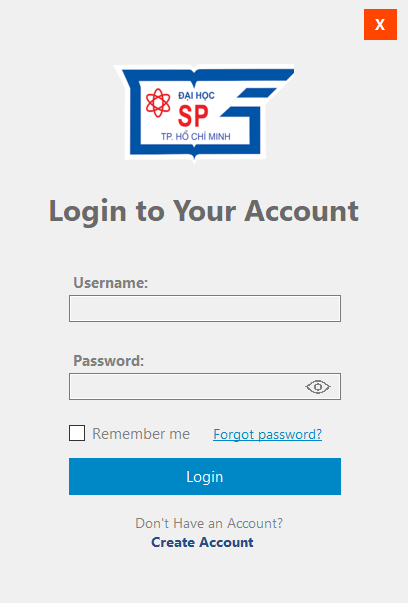 X
ĐẠI HỌC
SP
TP. HỒ CHÍ MINH
Login to Your Account
Username:
Password:
Remember me Forgot password?
Login
Don't Have an Account?
Create Account